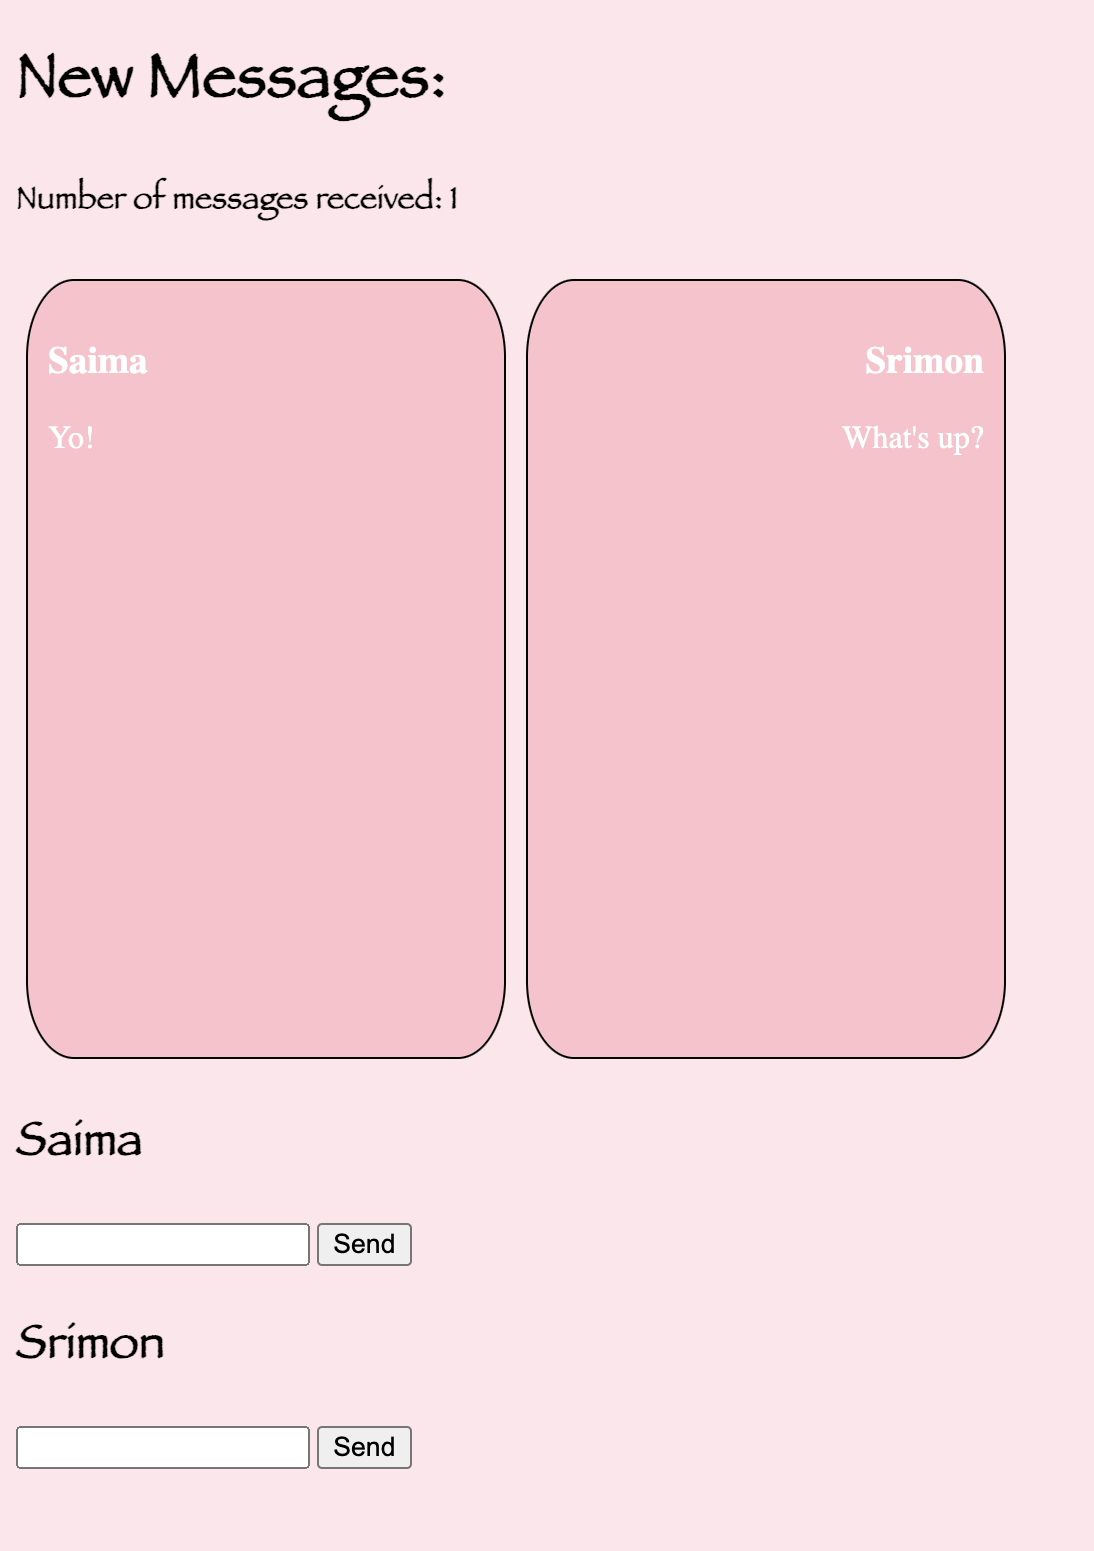 New Messages:
Number of messages received: 1
Saima
Yo!
Srimon
What's up?
Saima
Send
Srimon
Send